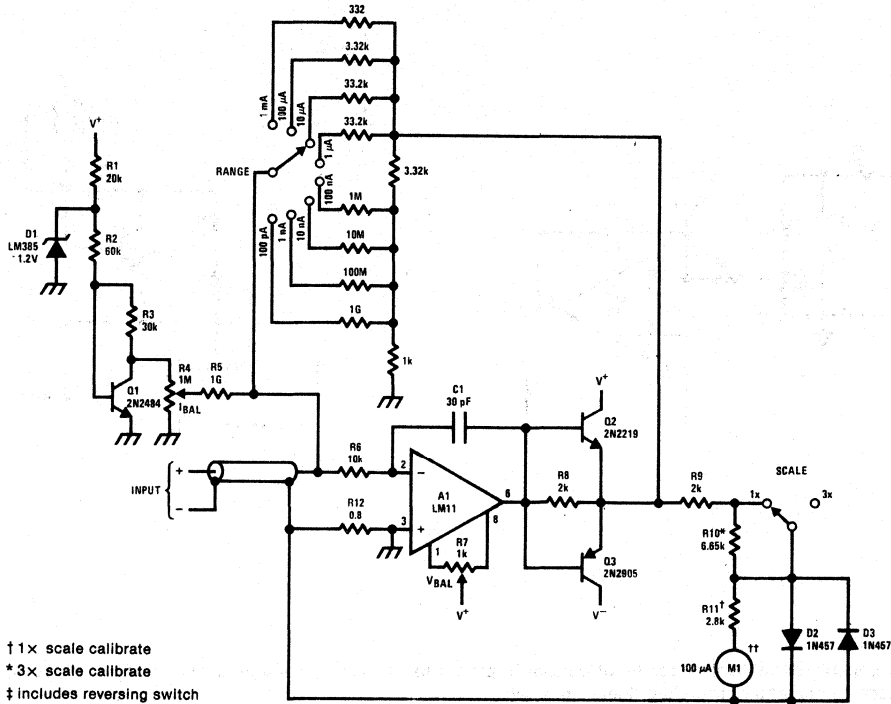 332
3.32k
33.2k
33.2k
1 mA
100 µA
10 µA
1 µA
RANGE
3.32k
100 nA
10 nA
1 nA
100 pA
1M
10M
100M
1G
1k
V+
R1
20k
D1
LM385
1.2V
R2
60k
R3
30k
R4
1M
R5
1G
IBAL
Q1
2N2484
C1
30 pF
V+
Q2
2N2219
INPUT
+
−
R6
10k
R12
0.8
2
−
3
+
A1
LM11
6
8
1
R7
1k
VBAL
V+
R8
2k
Q3
2N2905
V−
R9
2k
SCALE
1x
3x
R10*
6.65k
R11†
2.8k
††
100 µA
M1
D2
1N457
D3
1N457
† 1× scale calibrate
* 3× scale calibrate
‡ includes reversing switch